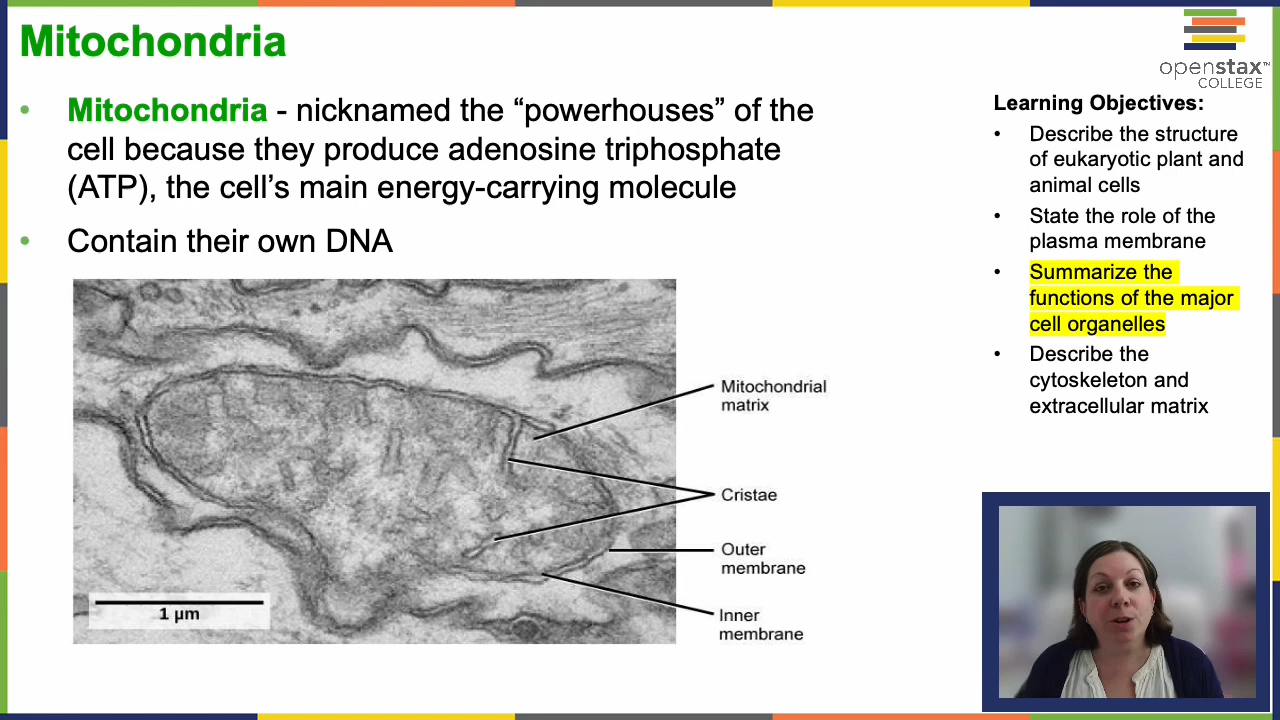 Mitochondria
• Mitochondria - nicknamed the “powerhouses” of the
cell because they produce adenosine triphosphate
(ATP), the cell’s main energy-carrying molecule
• Contain their own DNA
Mitochondrial
matrix
Cristae
Outer
membrane
Inner
membrane
1 µm
openstax™
COLLEGE
Learning Objectives:
• Describe the structure
of eukaryotic plant and
animal cells
• State the role of the
plasma membrane
• Summarize the
functions of the major
cell organelles
• Describe the
cytoskeleton and
extracellular matrix